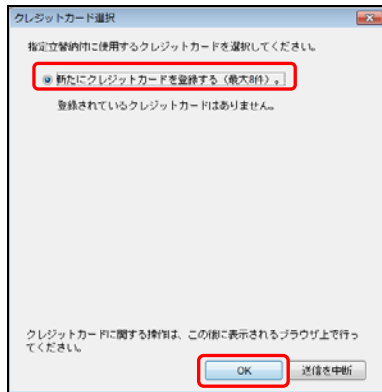 クレジットカード選択
指定立替納付に使用するクレジットカードを選択してください。
新たにクレジットカードを登録する（最大8件）。
登録されているクレジットカードはありません。
クレジットカードに関する操作は、この後に表示されるブラウザ上で行っ
てください。
OK 送信を中断